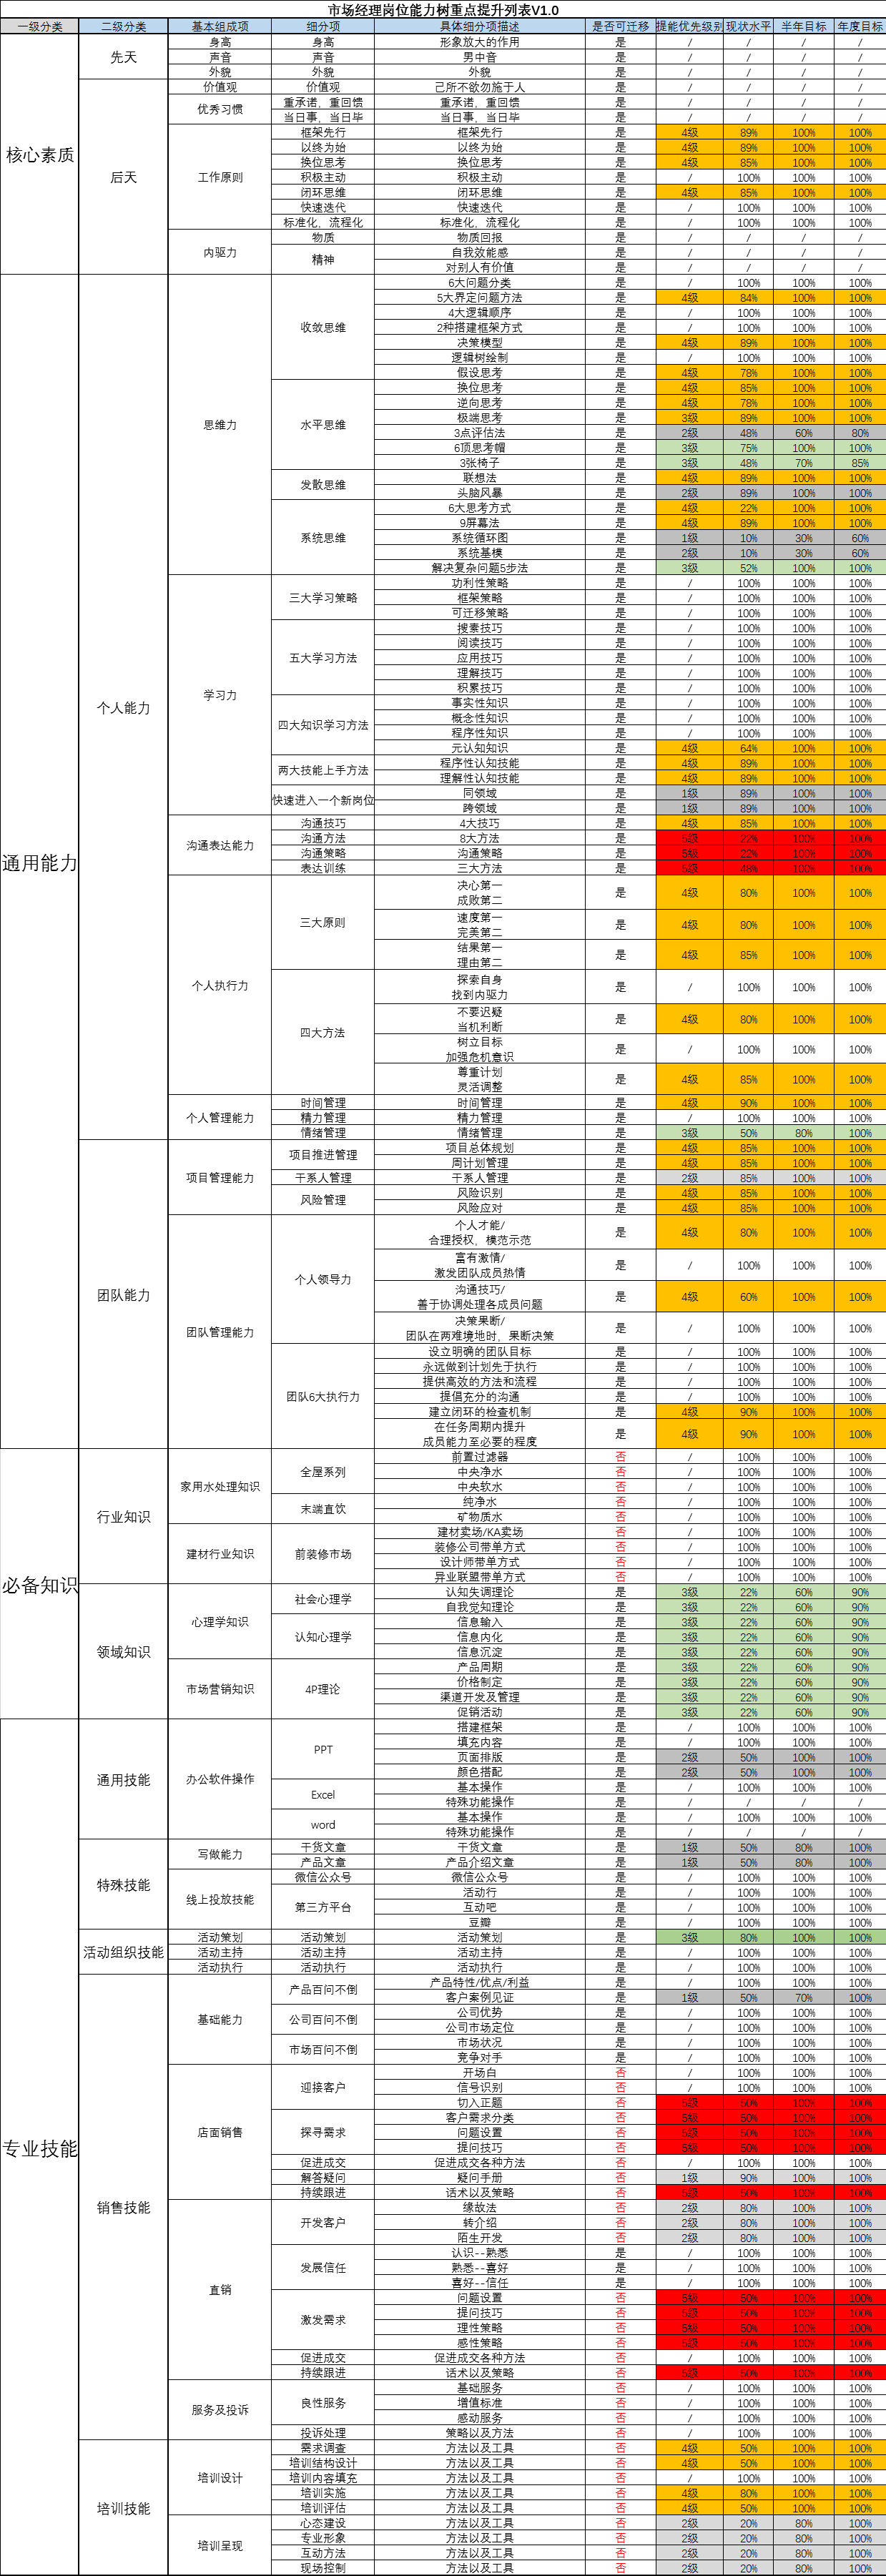 市场经理岗位能力树重点提升列表V1.0
一级分类 二级分类 基本组成项 细分项 具体细分项描述 是否可迁移 提能优先级别 现状水平 半年目标 年度目标
核心素质 先天 身高 身高 形象放大的作用 是 / / / /
声音 声音 男中音 是 / / / /
外貌 外貌 外貌 是 / / / /
后天 价值观 价值观 己所不欲勿施于人 是 / / / /
优秀习惯 重承诺，重回馈 重承诺，重回馈 是 / / / /
当日事，当日毕 当日事，当日毕 是 / / / /
工作原则 框架先行 框架先行 是 4级 89% 100% 100%
以终为始 以终为始 是 4级 89% 100% 100%
换位思考 换位思考 是 4级 85% 100% 100%
积极主动 积极主动 是 / 100% 100% 100%
闭环思维 闭环思维 是 4级 85% 100% 100%
快速迭代 快速迭代 是 / 100% 100% 100%
标准化，流程化 标准化，流程化 是 / 100% 100% 100%
内驱力 物质 物质回报 是 / / / /
精神 自我效能感 是 / / / /
对别人有价值 是 / / / /
通用能力 个人能力 思维力 收敛思维 6大问题分类 是 / 100% 100% 100%
5大界定问题方法 是 4级 84% 100% 100%
4大逻辑顺序 是 / 100% 100% 100%
2种搭建框架方式 是 / 100% 100% 100%
决策模型 是 4级 89% 100% 100%
逻辑树绘制 是 / 100% 100% 100%
假设思考 是 4级 78% 100% 100%
水平思维 换位思考 是 4级 85% 100% 100%
逆向思考 是 4级 78% 100% 100%
极端思考 是 3级 89% 100% 100%
3点评估法 是 2级 48% 60% 80%
6顶思考帽 是 3级 75% 100% 100%
3张椅子 是 3级 48% 70% 85%
发散思维 联想法 是 4级 89% 100% 100%
头脑风暴 是 2级 89% 100% 100%
系统思维 6大思考方式 是 4级 22% 100% 100%
9屏幕法 是 4级 89% 100% 100%
系统循环图 是 1级 10% 30% 60%
系统基模 是 2级 10% 30% 60%
解决复杂问题5步法 是 3级 52% 100% 100%
学习力 三大学习策略 功利性策略 是 / 100% 100% 100%
框架策略 是 / 100% 100% 100%
可迁移策略 是 / 100% 100% 100%
五大学习方法 搜素技巧 是 / 100% 100% 100%
阅读技巧 是 / 100% 100% 100%
应用技巧 是 / 100% 100% 100%
理解技巧 是 / 100% 100% 100%
积累技巧 是 / 100% 100% 100%
四大知识学习方法 事实性知识 是 / 100% 100% 100%
概念性知识 是 / 100% 100% 100%
程序性知识 是 / 100% 100% 100%
元认知知识 是 4级 64% 100% 100%
两大技能上手方法 程序性认知技能 是 4级 89% 100% 100%
理解性认知技能 是 4级 89% 100% 100%
快速进入一个新岗位 同领域 是 1级 89% 100% 100%
跨领域 是 1级 89% 100% 100%
沟通表达能力 沟通技巧 4大技巧 是 4级 85% 100% 100%
沟通方法 8大方法 是 5级 22% 100% 100%
沟通策略 沟通策略 是 5级 22% 100% 100%
表达训练 三大方法 是 5级 48% 100% 100%
个人执行力 三大原则 决心第一
成败第二 是 4级 80% 100% 100%
速度第一
完美第二 是 4级 80% 100% 100%
结果第一
理由第二 是 4级 85% 100% 100%
四大方法 探索自身
找到内驱力 是 / 100% 100% 100%
不要迟疑
当机判断 是 4级 80% 100% 100%
树立目标
加强危机意识 是 / 100% 100% 100%
尊重计划
灵活调整 是 4级 85% 100% 100%
个人管理能力 时间管理 时间管理 是 4级 90% 100% 100%
精力管理 精力管理 是 / 100% 100% 100%
情绪管理 情绪管理 是 3级 50% 80% 100%
团队能力 项目管理能力 项目推进管理 项目总体规划 是 4级 85% 100% 100%
周计划管理 是 4级 85% 100% 100%
干系人管理 干系人管理 是 2级 85% 100% 100%
风险管理 风险识别 是 4级 85% 100% 100%
风险应对 是 4级 85% 100% 100%
团队管理能力 个人领导力 个人才能/
合理授权，模范示范 是 4级 80% 100% 100%
富有激情/
激发团队成员热情 是 / 100% 100% 100%
沟通技巧/
善于协调处理各成员问题 是 4级 60% 100% 100%
决策果断/
团队在两难境地时，果断决策 是 / 100% 100% 100%
团队6大执行力 设立明确的团队目标 是 / 100% 100% 100%
永远做到计划先于执行 是 / 100% 100% 100%
提供高效的方法和流程 是 / 100% 100% 100%
提倡充分的沟通 是 / 100% 100% 100%
建立闭环的检查机制 是 4级 90% 100% 100%
在任务周期内提升
成员能力至必要的程度 是 4级 90% 100% 100%
必备知识 行业知识 家用水处理知识 全屋系列 前置过滤器 否 / 100% 100% 100%
中央净水 否 / 100% 100% 100%
中央软水 否 / 100% 100% 100%
末端直饮 纯净水 否 / 100% 100% 100%
矿物质水 否 / 100% 100% 100%
建材行业知识 前装修市场 建材卖场/KA卖场 否 / 100% 100% 100%
装修公司带单方式 否 / 100% 100% 100%
设计师带单方式 否 / 100% 100% 100%
异业联盟带单方式 否 / 100% 100% 100%
领域知识 心理学知识 社会心理学 认知失调理论 是 3级 22% 60% 90%
自我觉知理论 是 3级 22% 60% 90%
认知心理学 信息输入 是 3级 22% 60% 90%
信息内化 是 3级 22% 60% 90%
信息沉淀 是 3级 22% 60% 90%
市场营销知识 4P理论 产品周期 是 3级 22% 60% 90%
价格制定 是 3级 22% 60% 90%
渠道开发及管理 是 3级 22% 60% 90%
促销活动 是 3级 22% 60% 90%
专业技能 通用技能 办公软件操作 PPT 搭建框架 是 / 100% 100% 100%
填充内容 是 / 100% 100% 100%
页面排版 是 2级 50% 100% 100%
颜色搭配 是 2级 50% 100% 100%
Excel 基本操作 是 / 100% 100% 100%
特殊功能操作 是 / / / /
word 基本操作 是 / 100% 100% 100%
特殊功能操作 是 / / / /
特殊技能 写做能力 干货文章 干货文章 是 1级 50% 80% 100%
产品文章 产品介绍文章 是 1级 50% 80% 100%
线上投放技能 微信公众号 微信公众号 是 / 100% 100% 100%
第三方平台 活动行 是 / 100% 100% 100%
互动吧 是 / 100% 100% 100%
豆瓣 是 / 100% 100% 100%
活动组织技能 活动策划 活动策划 活动策划 是 3级 80% 100% 100%
活动主持 活动主持 活动主持 是 / 100% 100% 100%
活动执行 活动执行 活动执行 是 / 100% 100% 100%
销售技能 基础能力 产品百问不倒 产品特性/优点/利益 是 / 100% 100% 100%
客户案例见证 是 1级 50% 70% 100%
公司百问不倒 公司优势 是 / 100% 100% 100%
公司市场定位 是 / 100% 100% 100%
市场百问不倒 市场状况 是 / 100% 100% 100%
竞争对手 是 / 100% 100% 100%
店面销售 迎接客户 开场白 否 / 100% 100% 100%
信号识别 否 / 100% 100% 100%
切入正题 否 5级 50% 100% 100%
探寻需求 客户需求分类 否 5级 50% 100% 100%
问题设置 否 5级 50% 100% 100%
提问技巧 否 5级 50% 100% 100%
促进成交 促进成交各种方法 否 / 100% 100% 100%
解答疑问 疑问手册 否 1级 90% 100% 100%
持续跟进 话术以及策略 否 5级 50% 100% 100%
直销 开发客户 缘故法 否 2级 80% 100% 100%
转介绍 否 2级 80% 100% 100%
陌生开发 否 2级 80% 100% 100%
发展信任 认识--熟悉 是 / 100% 100% 100%
熟悉--喜好 是 / 100% 100% 100%
喜好--信任 是 / 100% 100% 100%
激发需求 问题设置 否 5级 50% 100% 100%
提问技巧 否 5级 50% 100% 100%
理性策略 否 5级 50% 100% 100%
感性策略 否 5级 50% 100% 100%
促进成交 促进成交各种方法 否 / 100% 100% 100%
持续跟进 话术以及策略 否 5级 50% 100% 100%
服务及投诉 良性服务 基础服务 否 / 100% 100% 100%
增值标准 否 / 100% 100% 100%
感动服务 否 / 100% 100% 100%
投诉处理 策略以及方法 否 / 100% 100% 100%
培训技能 培训设计 需求调查 方法以及工具 否 4级 50% 100% 100%
培训结构设计 方法以及工具 否 4级 50% 100% 100%
培训内容填充 方法以及工具 否 / 100% 100% 100%
培训实施 方法以及工具 否 4级 80% 100% 100%
培训评估 方法以及工具 否 4级 50% 100% 100%
培训呈现 心态建设 方法以及工具 否 2级 20% 80% 100%
专业形象 方法以及工具 否 2级 20% 80% 100%
互动方法 方法以及工具 否 2级 20% 80% 100%
现场控制 方法以及工具 否 2级 20% 80% 100%